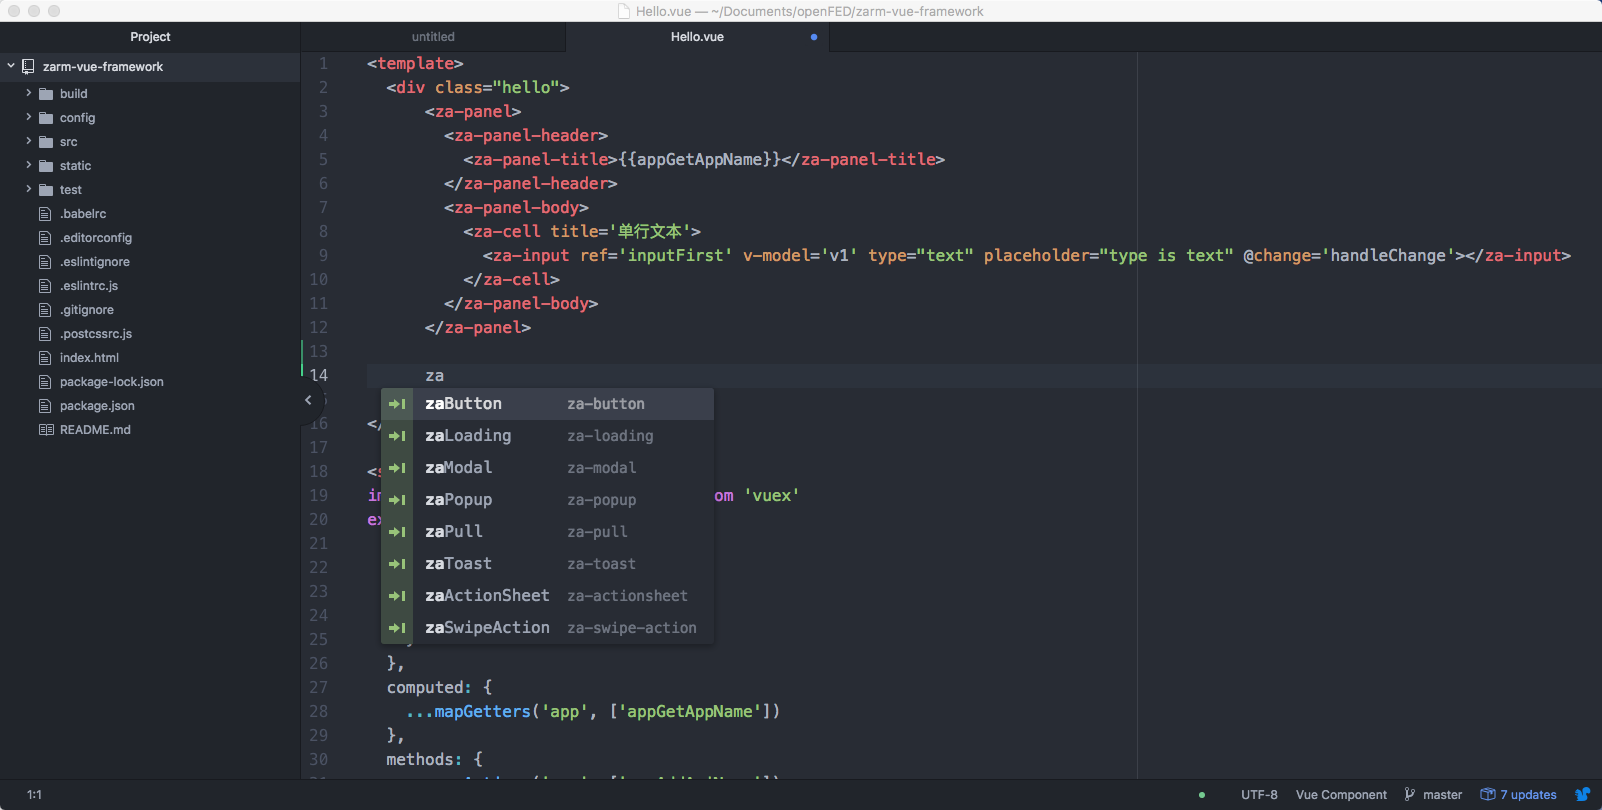 Hello.vue — ~/Documents/openFED/zarm-vue-framework
Project
untitled
Hello.vue
zarm-vue-framework
build
config
src
static
test
.babelrc
.editorconfig
.eslintignore
.eslintrc.js
.gitignore
.postcssrc.js
index.html
package-lock.json
package.json
README.md
1 <template>
2 <div class="hello">
3 <za-panel>
4 <za-panel-header>
5 <za-panel-title>{{appGetAppName}}</za-panel-title>
6 </za-panel-header>
7 <za-panel-body>
8 <za-cell title='单行文本'>
9 <za-input ref='inputFirst' v-model='v1' type="text" placeholder="type is text" @change='handleChange'></za-input>
10 </za-cell>
11 </za-panel-body>
12 </za-panel>
13
14 za
zaButton za-button
zaLoading za-loading
zaModal za-modal
zaPopup za-popup
zaPull za-pull
zaToast za-toast
zaActionSheet za-actionsheet
zaSwipeAction za-swipe-action
16 </
17
18 <s
19 im om 'vuex'
20 ex
21
22
23
24
25
26 },
27 computed: {
28 ...mapGetters('app', ['appGetAppName'])
29 },
30 methods: {
1:1
UTF-8
Vue Component
master
7 updates